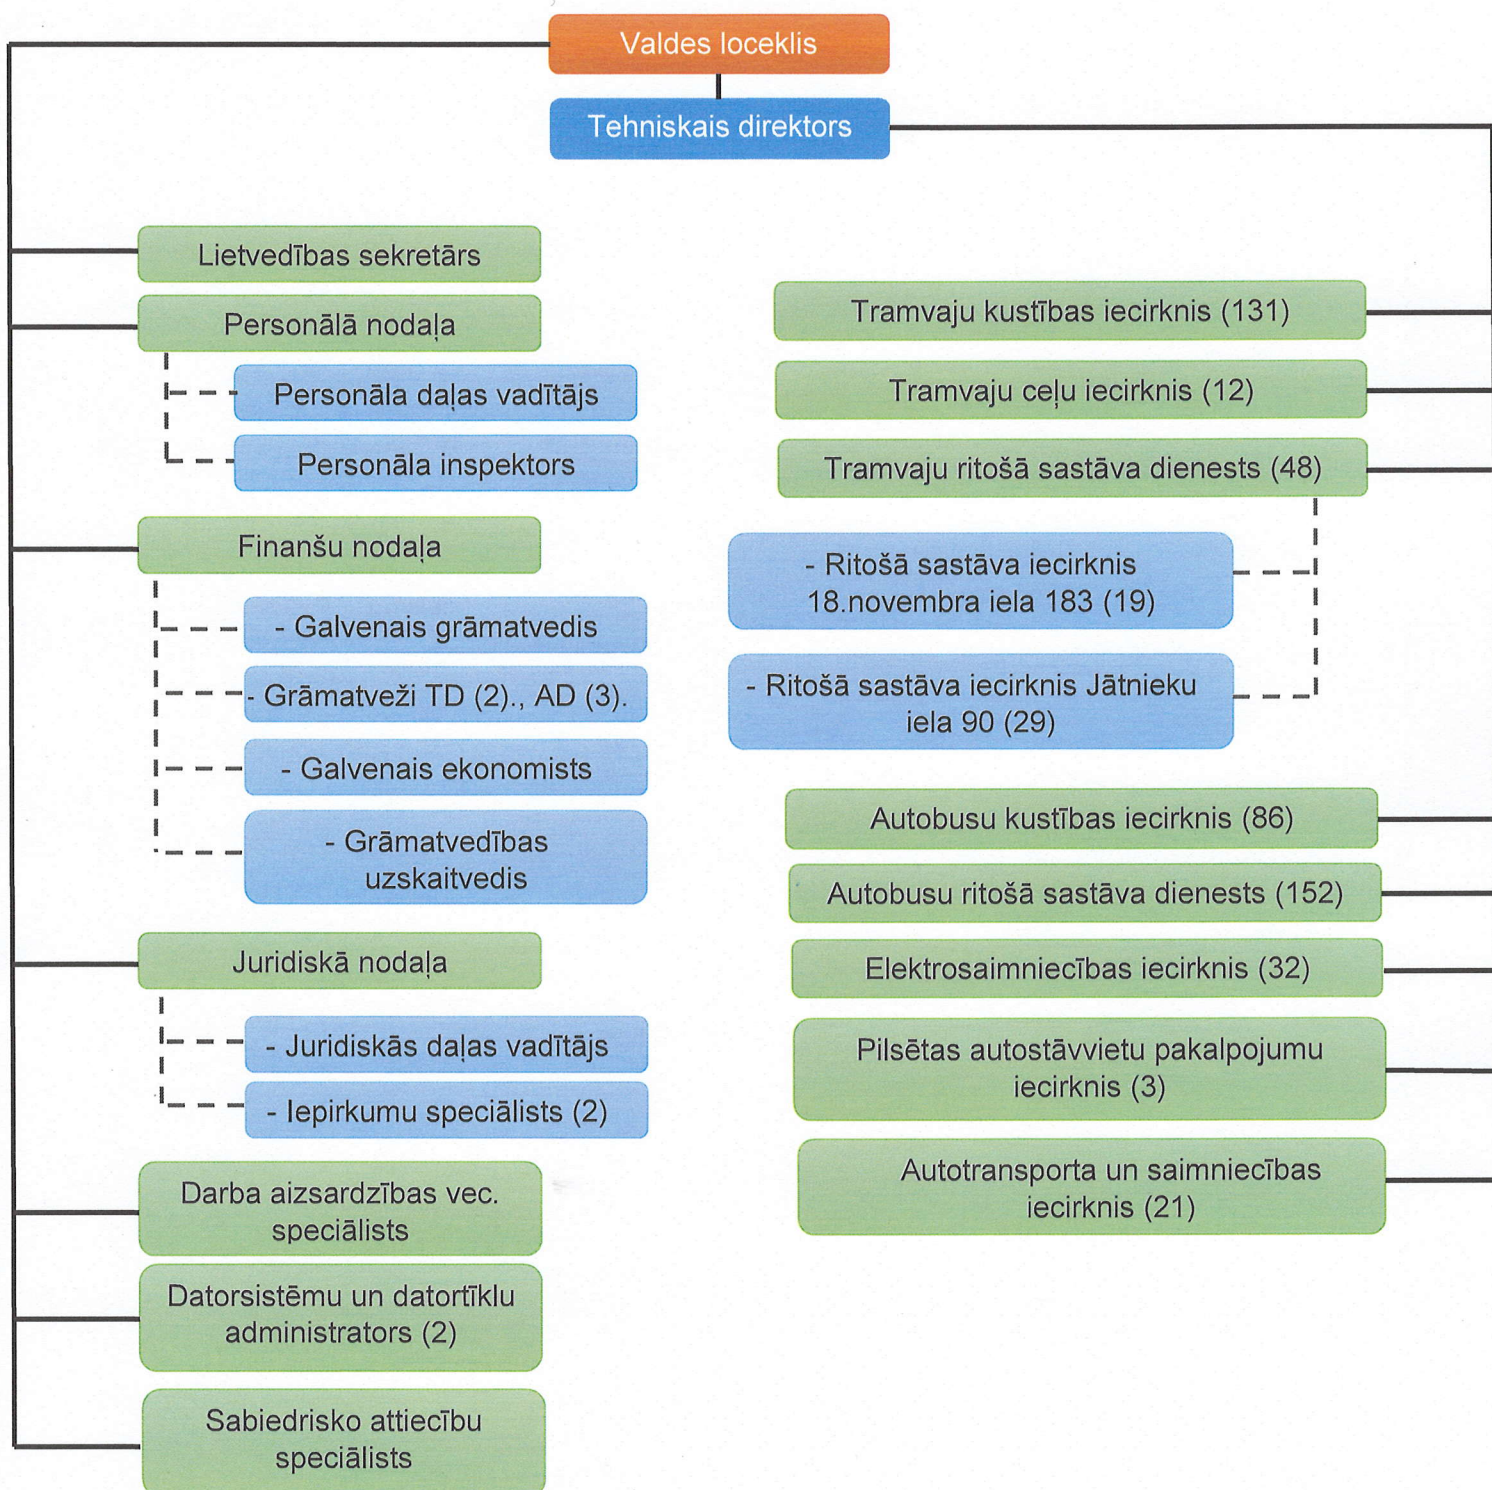 Valdes loceklis
Tehniskais direktors
Lietvedības sekretārs
Personālā nodaļa
Personāla daļas vadītājs
Personāla inspektors
Finanšu nodaļa
- Galvenais grāmatvedis
- Grāmatveži TD (2)., AD (3).
- Galvenais ekonomists
- Grāmatvedības
uzskaitvedis
Juridiskā nodaļa
- Juridiskās daļas vadītājs
- Iepirkumu speciālists (2)
Darba aizsardzības vec.
speciālists
Datorsistēmu un datortīklu
administrators (2)
Sabiedrisko attiecību
speciālists
Tramvaju kustības iecirknis (131)
Tramvaju ceļu iecirknis (12)
Tramvaju ritošā sastāva dienests (48)
- Ritošā sastāva iecirknis
18.novembra iela 183 (19)
- Ritošā sastāva iecirknis Jātnieku
iela 90 (29)
Autobusu kustības iecirknis (86)
Autobusu ritošā sastāva dienests (152)
Elektrosaimniecības iecirknis (32)
Pilsētas autostāvvietu pakalpojumu
iecirknis (3)
Autotransporta un saimniecības
iecirknis (21)